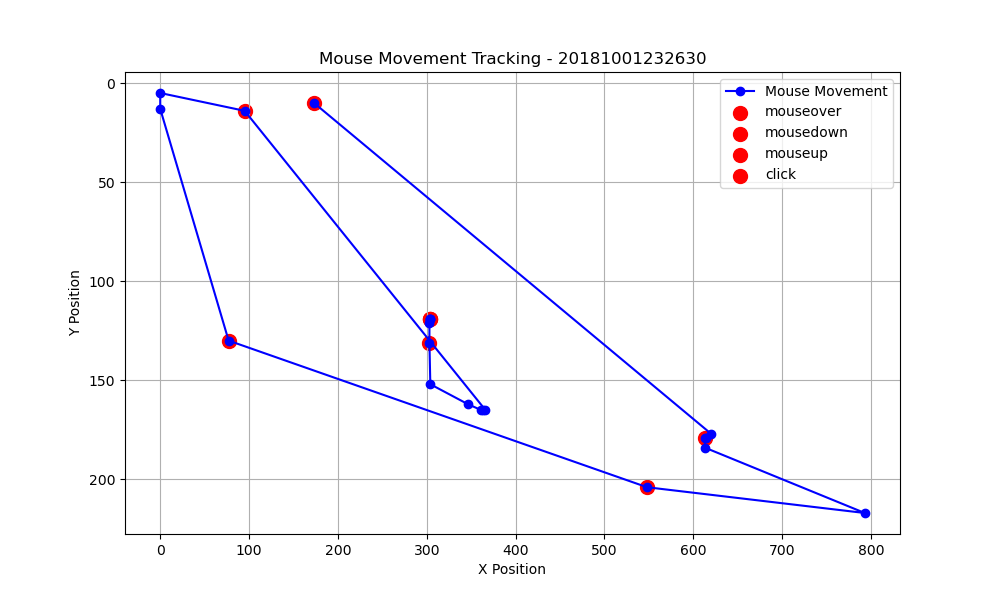 Mouse Movement Tracking - 20181001232630
Mouse Movement
mouseover
mousedown
mouseup
click
Y Position
0
50
100
150
200
0 100 200 300 400 500 600 700 800
X Position